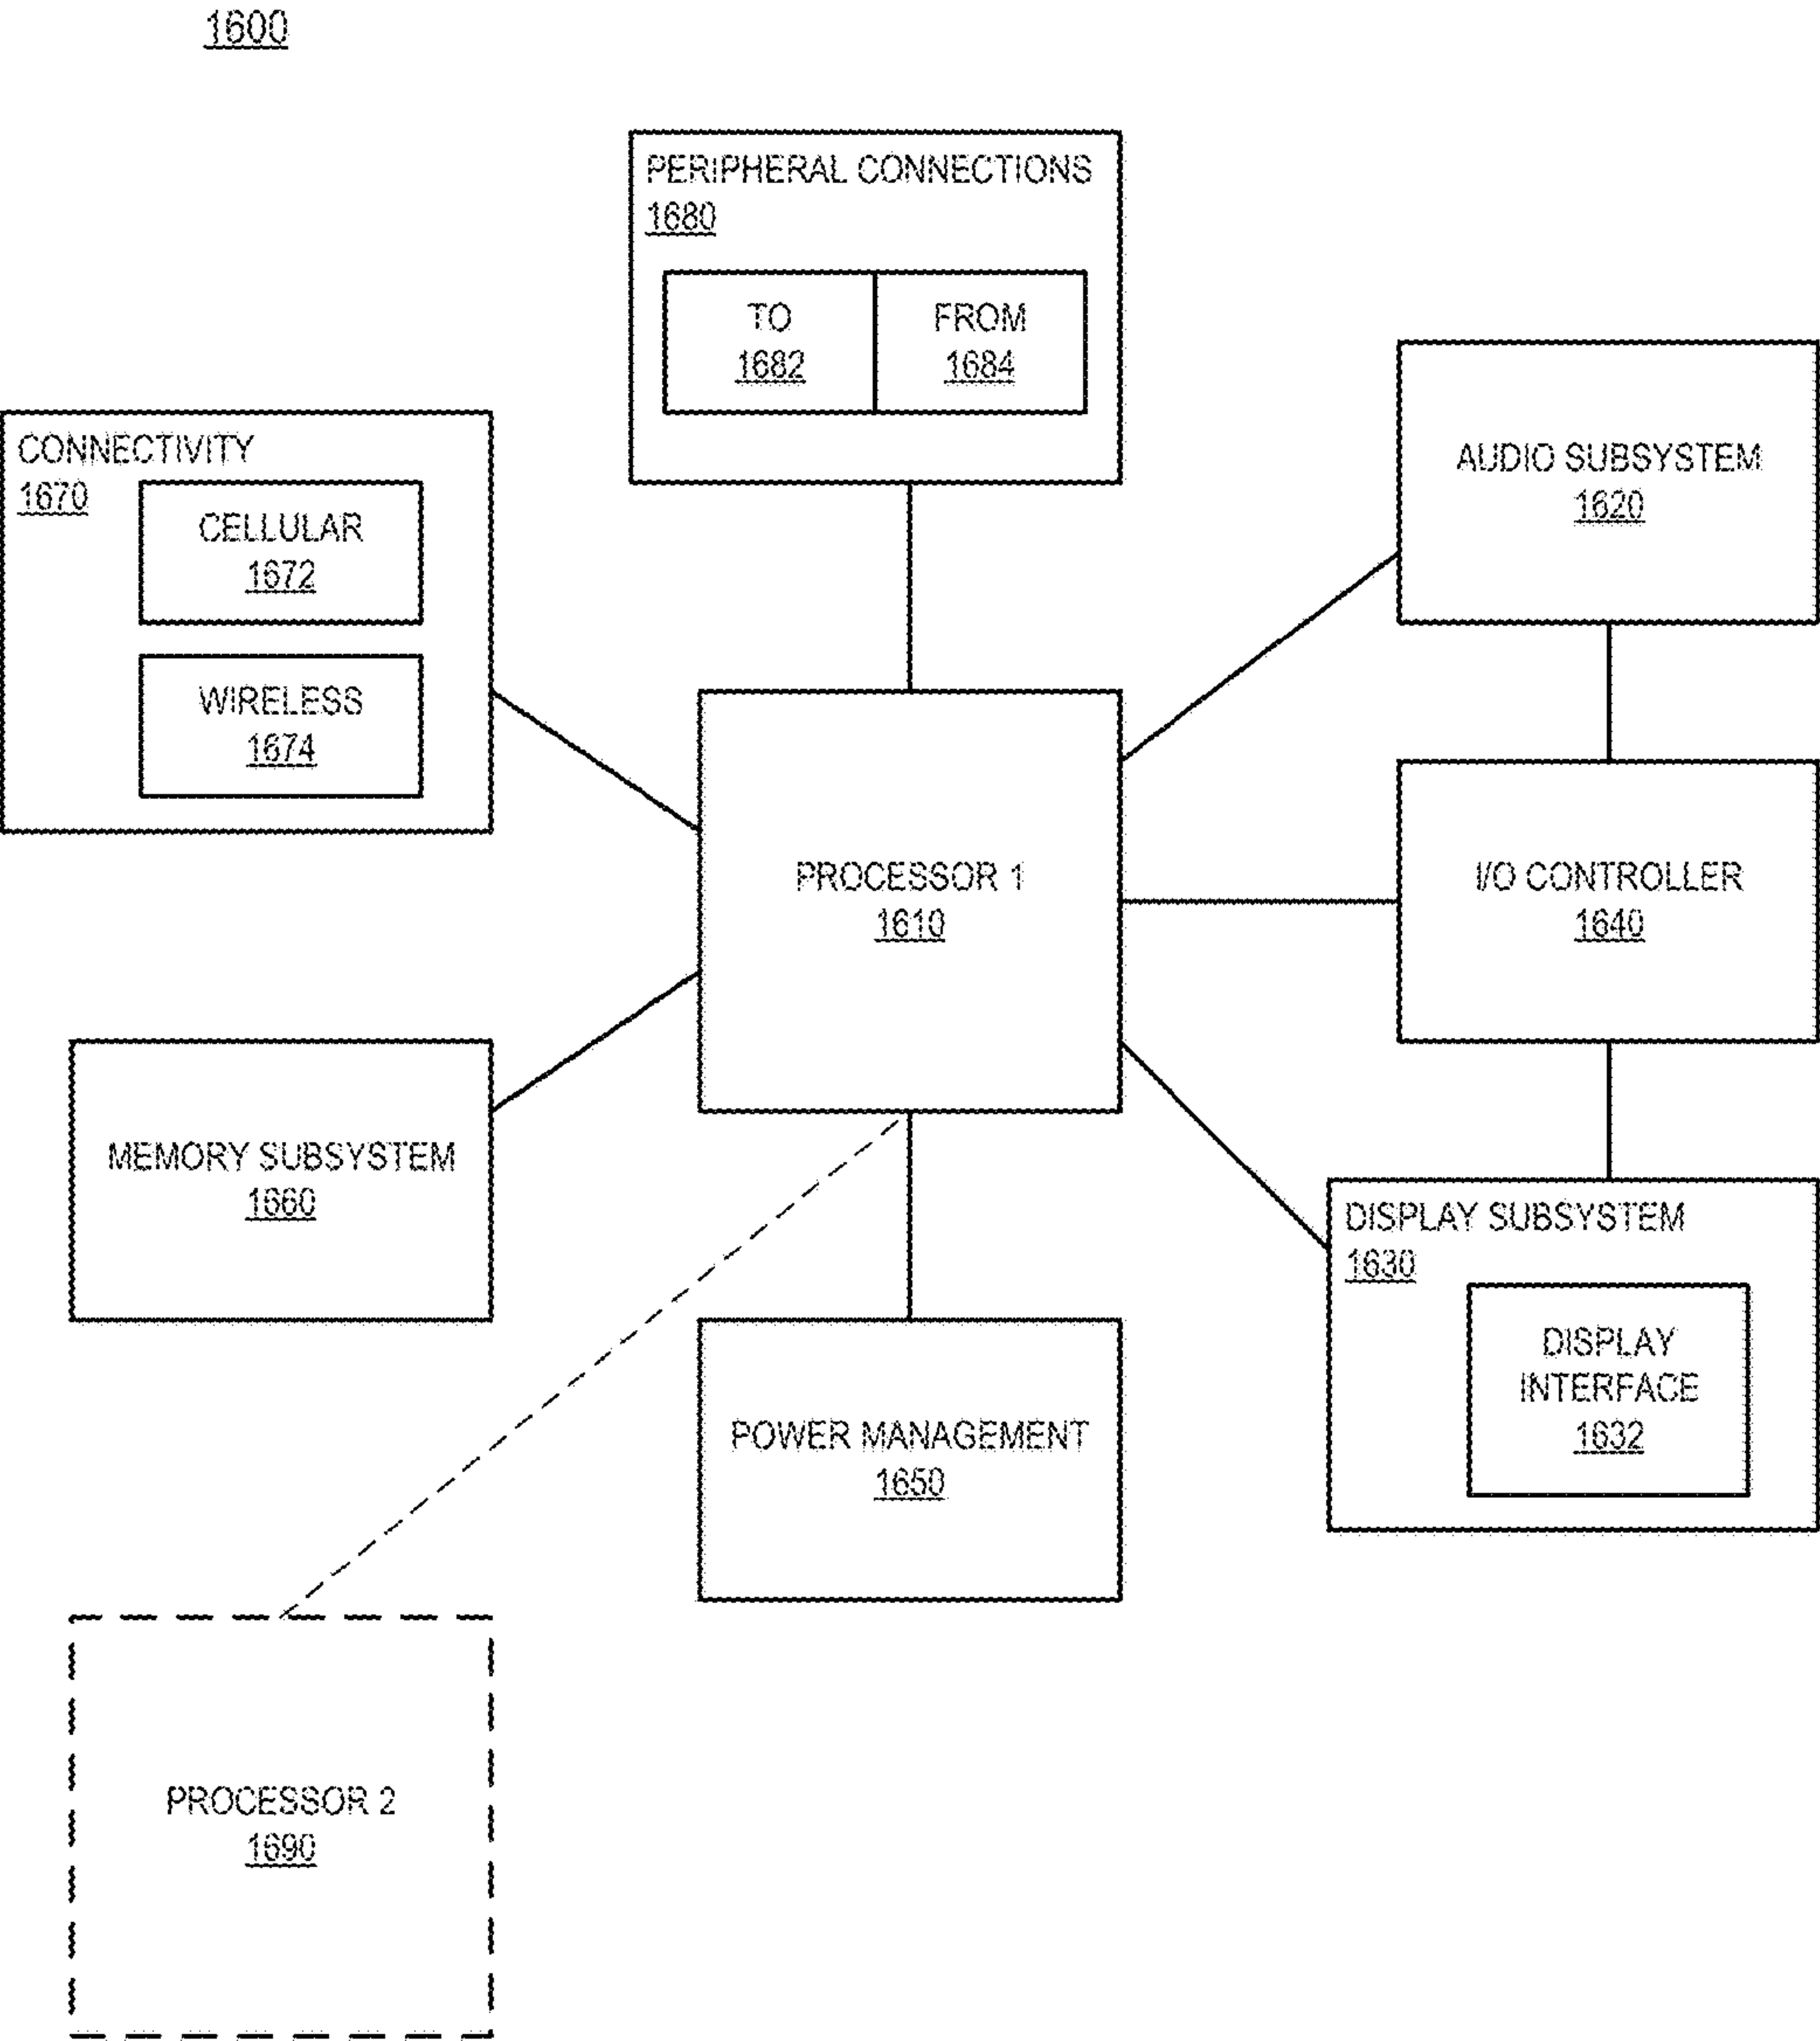 1600
PERIPHERAL CONNECTIONS
1680
TO
1682
FROM
1684
CONNECTIVITY
1670
CELLULAR
1672
WIRELESS
1674
AUDIO SUBSYSTEM
1620
PROCESSOR 1
1610
I/O CONTROLLER
1640
MEMORY SUBSYSTEM
1660
DISPLAY SUBSYSTEM
1630
DISPLAY
INTERFACE
1632
POWER MANAGEMENT
1650
PROCESSOR 2
1690